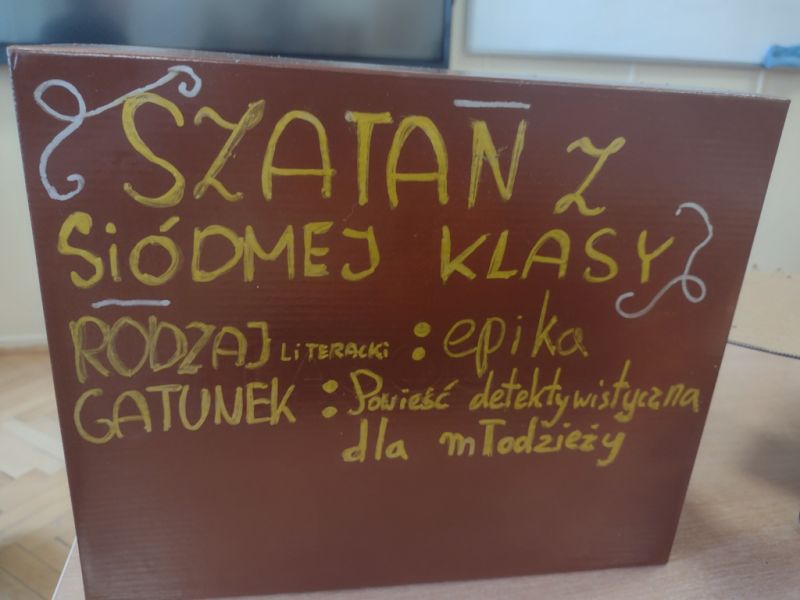 SZATAN Z
SiÓDMEJ KLASY
RODZAJ LiTERACKi : epika
GATUNEK : Powieść detektywistyczna
dla młodzieży